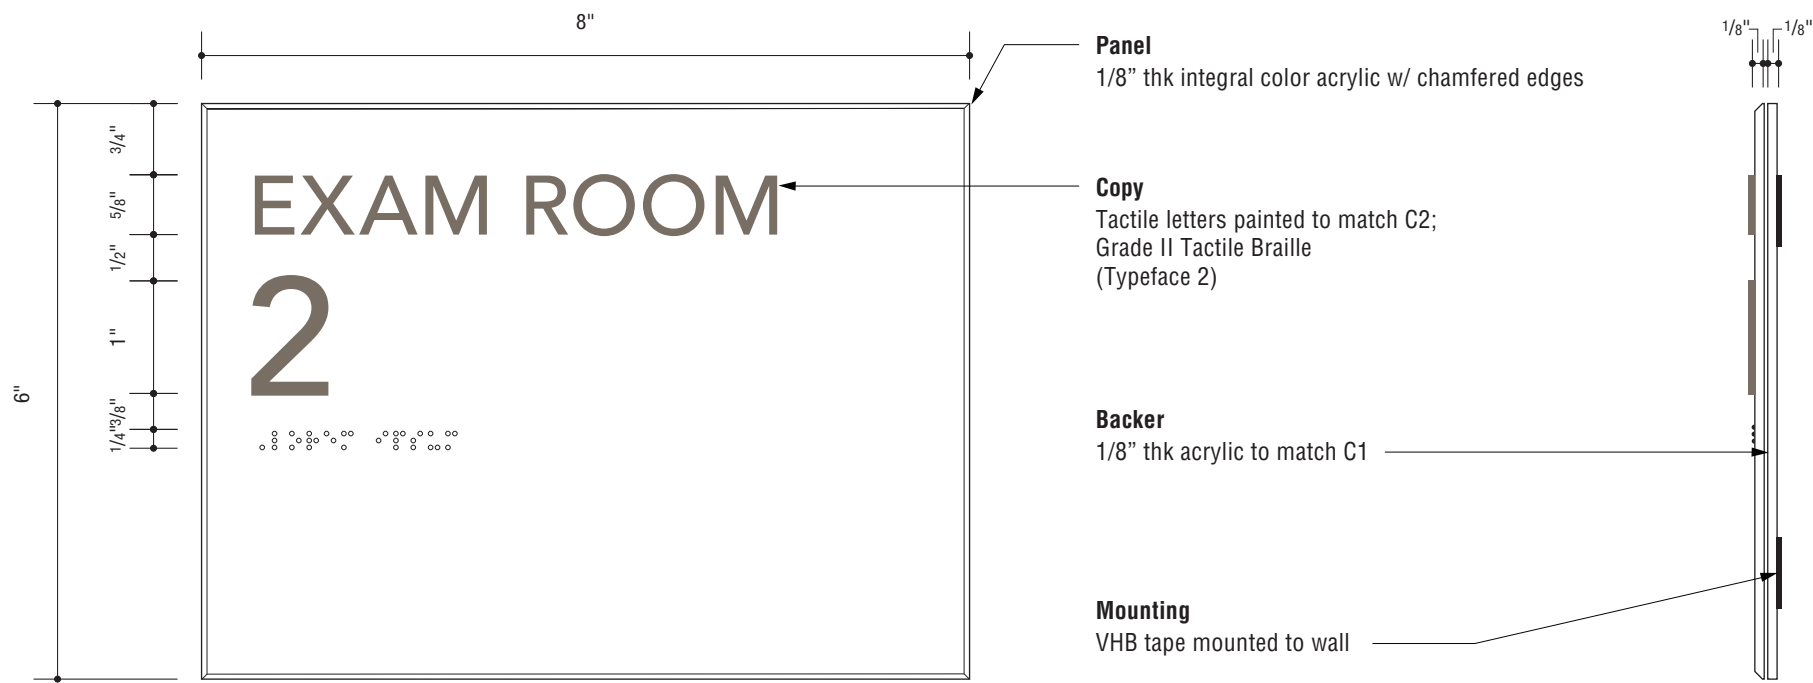 8"
1/8"
1/8"
Panel
1/8” thk integral color acrylic w/ chamfered edges
3/4"
EXAM ROOM
Copy
Tactile letters painted to match C2;
Grade II Tactile Braille
(Typeface 2)
5/8"
1/2"
2
1"
6"
3/8"
1/4"
Backer
1/8” thk acrylic to match C1
Mounting
VHB tape mounted to wall